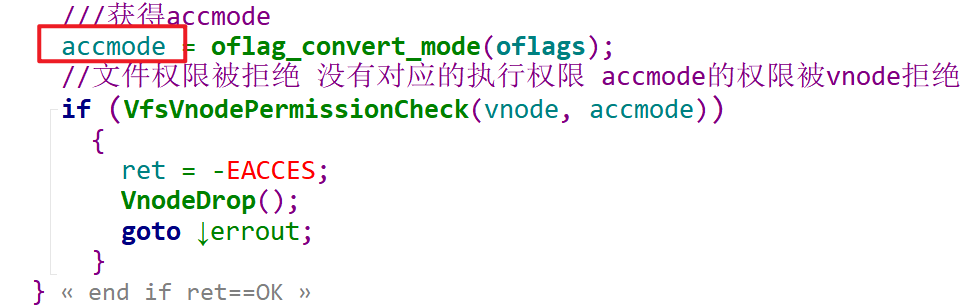 ///获得accmode
accmode = oflag_convert_mode(oflags);
//文件权限被拒绝 没有对应的执行权限 accmode的权限被vnode拒绝
if (VfsVnodePermissionCheck(vnode, accmode))
{
ret = -EACCES;
VnodeDrop();
goto ↓errout;
}
} « end if ret==OK »